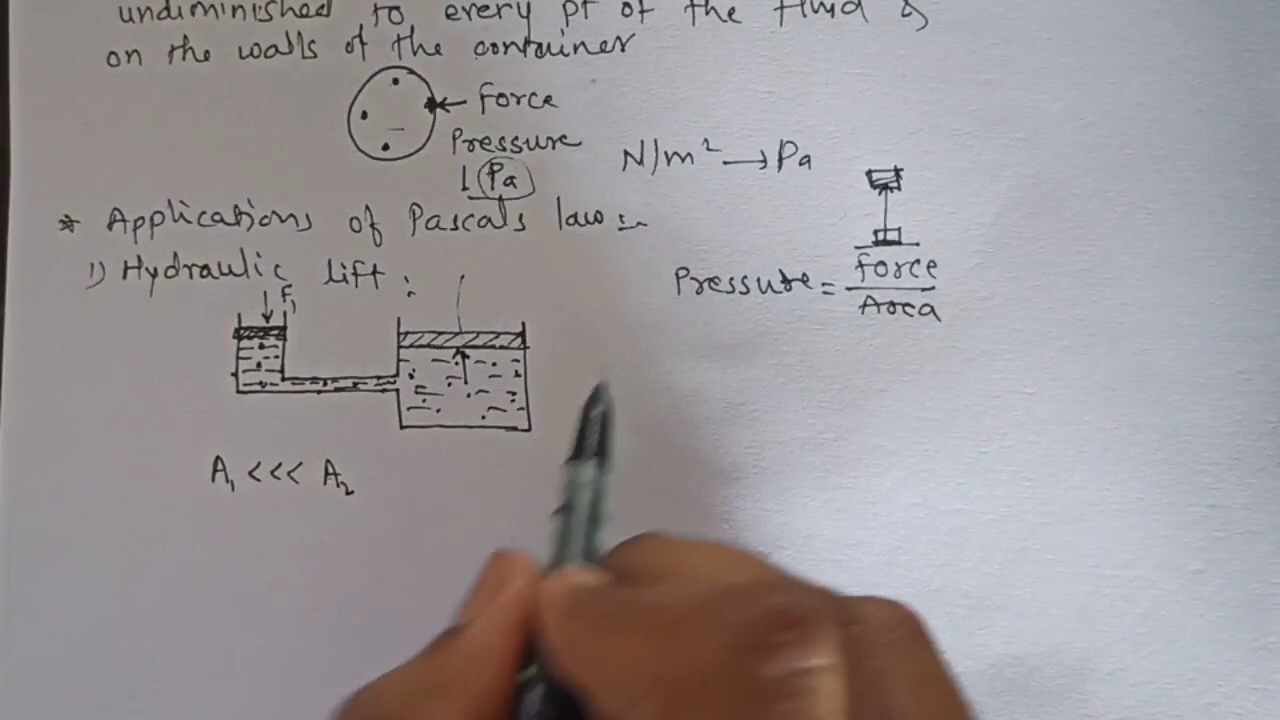 undiminished to every pt of the fluid &
on the walls of the container
Force
Pressure
1 Pa
N/m² → Pa
* Applications of Pascals law :-
1) Hydraulic lift :
Pressure = Force / Area
F₁
A₁ <<< A₂